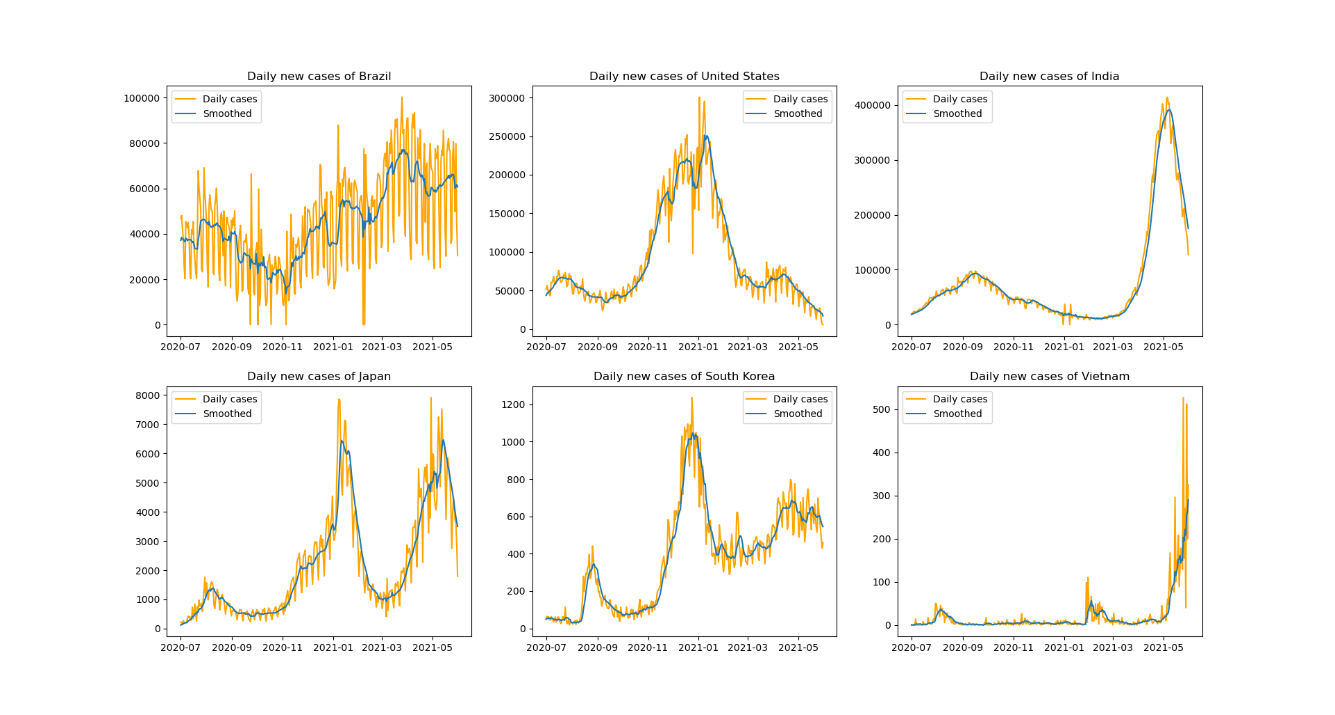 Daily new cases of Brazil
Daily cases
Smoothed
100000
80000
60000
40000
20000
0
2020-07 2020-09 2020-11 2021-01 2021-03 2021-05
Daily new cases of United States
Daily cases
Smoothed
300000
250000
200000
150000
100000
50000
0
2020-07 2020-09 2020-11 2021-01 2021-03 2021-05
Daily new cases of India
Daily cases
Smoothed
400000
300000
200000
100000
0
2020-07 2020-09 2020-11 2021-01 2021-03 2021-05
Daily new cases of Japan
Daily cases
Smoothed
8000
7000
6000
5000
4000
3000
2000
1000
0
2020-07 2020-09 2020-11 2021-01 2021-03 2021-05
Daily new cases of South Korea
Daily cases
Smoothed
1200
1000
800
600
400
200
0
2020-07 2020-09 2020-11 2021-01 2021-03 2021-05
Daily new cases of Vietnam
Daily cases
Smoothed
500
400
300
200
100
0
2020-07 2020-09 2020-11 2021-01 2021-03 2021-05